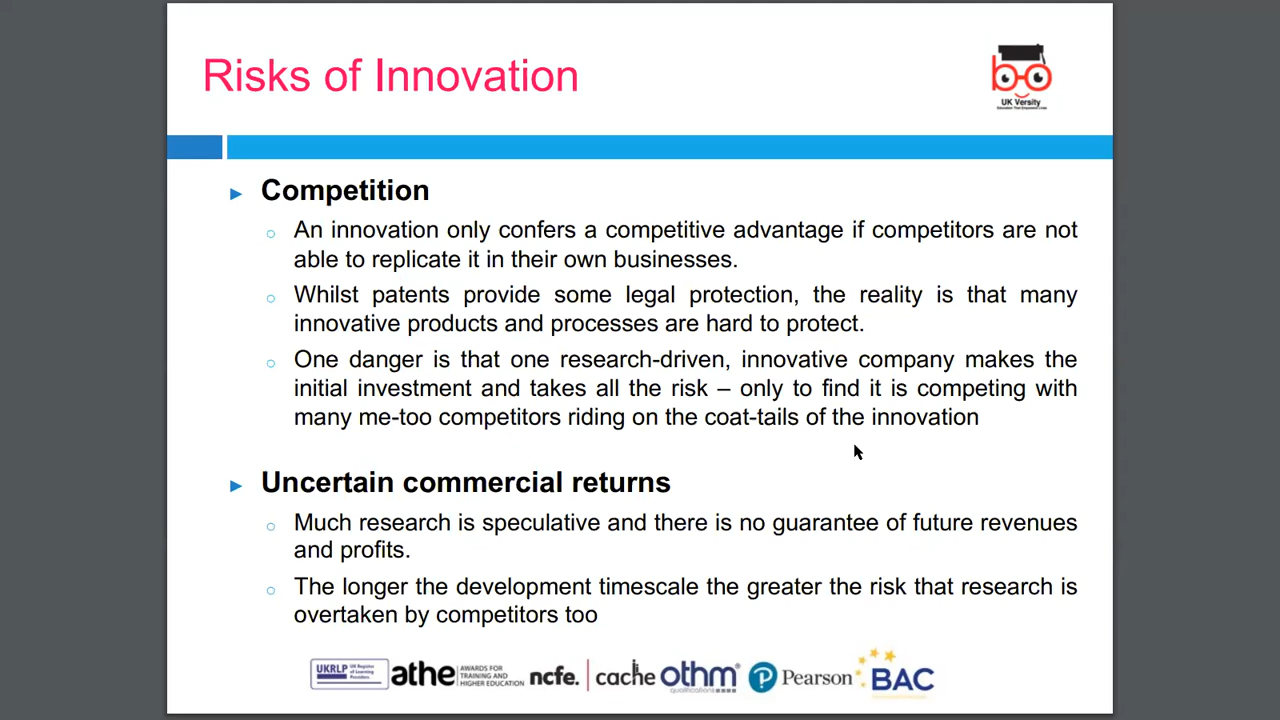 Risks of Innovation
UK Versity
► Competition
○ An innovation only confers a competitive advantage if competitors are not
able to replicate it in their own businesses.
○ Whilst patents provide some legal protection, the reality is that many
innovative products and processes are hard to protect.
○ One danger is that one research-driven, innovative company makes the
initial investment and takes all the risk – only to find it is competing with
many me-too competitors riding on the coat-tails of the innovation
► Uncertain commercial returns
○ Much research is speculative and there is no guarantee of future revenues
and profits.
○ The longer the development timescale the greater the risk that research is
overtaken by competitors too
UKRLP UK Register
of Learning
Providers
athe AWARDS FOR
TRAINING AND
HIGHER EDUCATION
ncfe. cache
othm
qualifications
Pearson
BAC